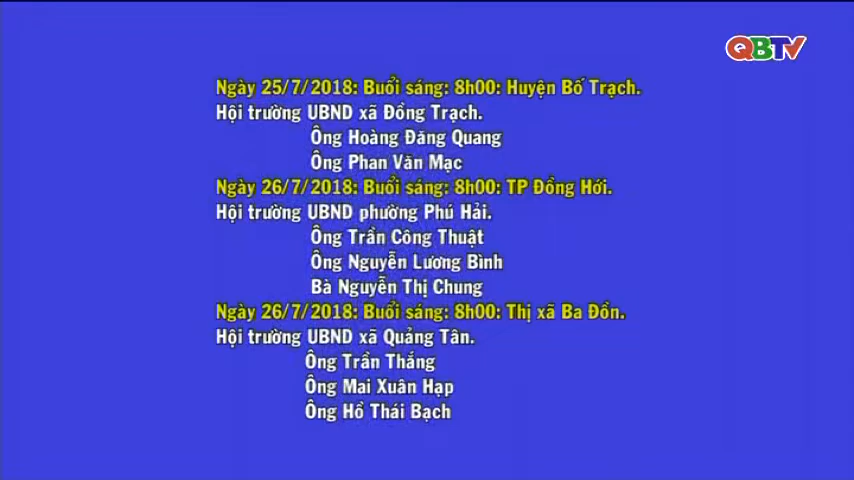 QBTV
Ngày 25/7/2018: Buổi sáng: 8h00: Huyện Bố Trạch.
Hội trường UBND xã Đồng Trạch.
Ông Hoàng Đăng Quang
Ông Phan Văn Mạc
Ngày 26/7/2018: Buổi sáng: 8h00: TP Đồng Hới.
Hội trường UBND phường Phú Hải.
Ông Trần Công Thuật
Ông Nguyễn Lương Bình
Bà Nguyễn Thị Chung
Ngày 26/7/2018: Buổi sáng: 8h00: Thị xã Ba Đồn.
Hội trường UBND xã Quảng Tân.
Ông Trần Thắng
Ông Mai Xuân Hạp
Ông Hồ Thái Bạch